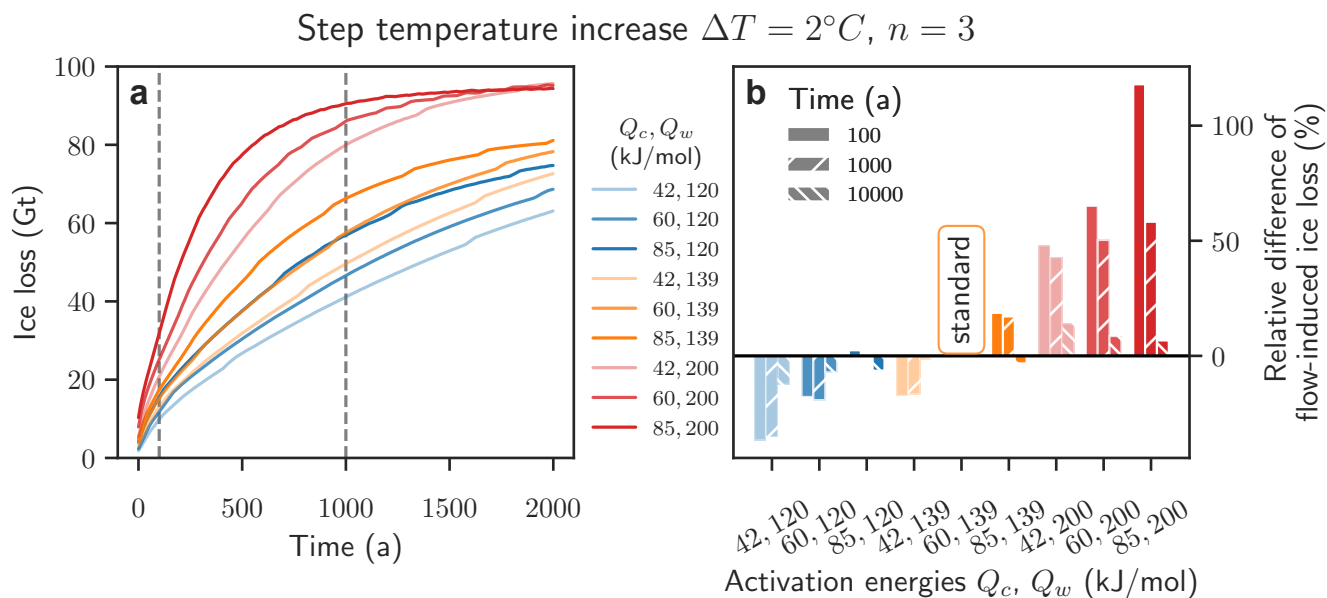 Step temperature increase ΔT = 2°C, n = 3
a
100
80
60
40
20
0
Ice loss (Gt)
0 500 1000 1500 2000
Time (a)
Q_c, Q_w
(kJ/mol)
42, 120
60, 120
85, 120
42, 139
60, 139
85, 139
42, 200
60, 200
85, 200
b
Time (a)
100
1000
10000
standard
100
50
0
Relative difference of
flow-induced ice loss (%)
42, 120
60, 120
85, 120
42, 139
60, 139
85, 139
42, 200
60, 200
85, 200
Activation energies Q_c, Q_w (kJ/mol)